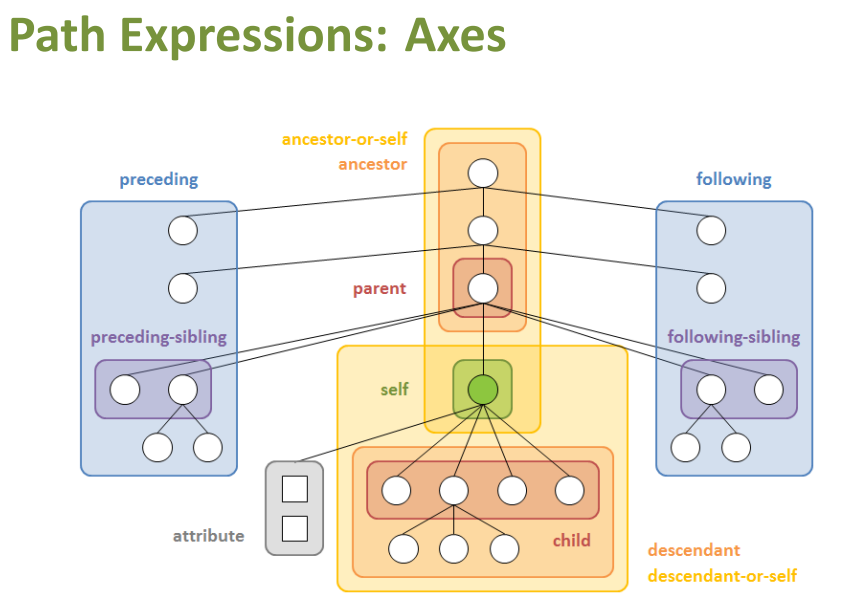 Path Expressions: Axes
ancestor-or-self
ancestor
preceding
following
parent
preceding-sibling
following-sibling
self
attribute
child
descendant
descendant-or-self